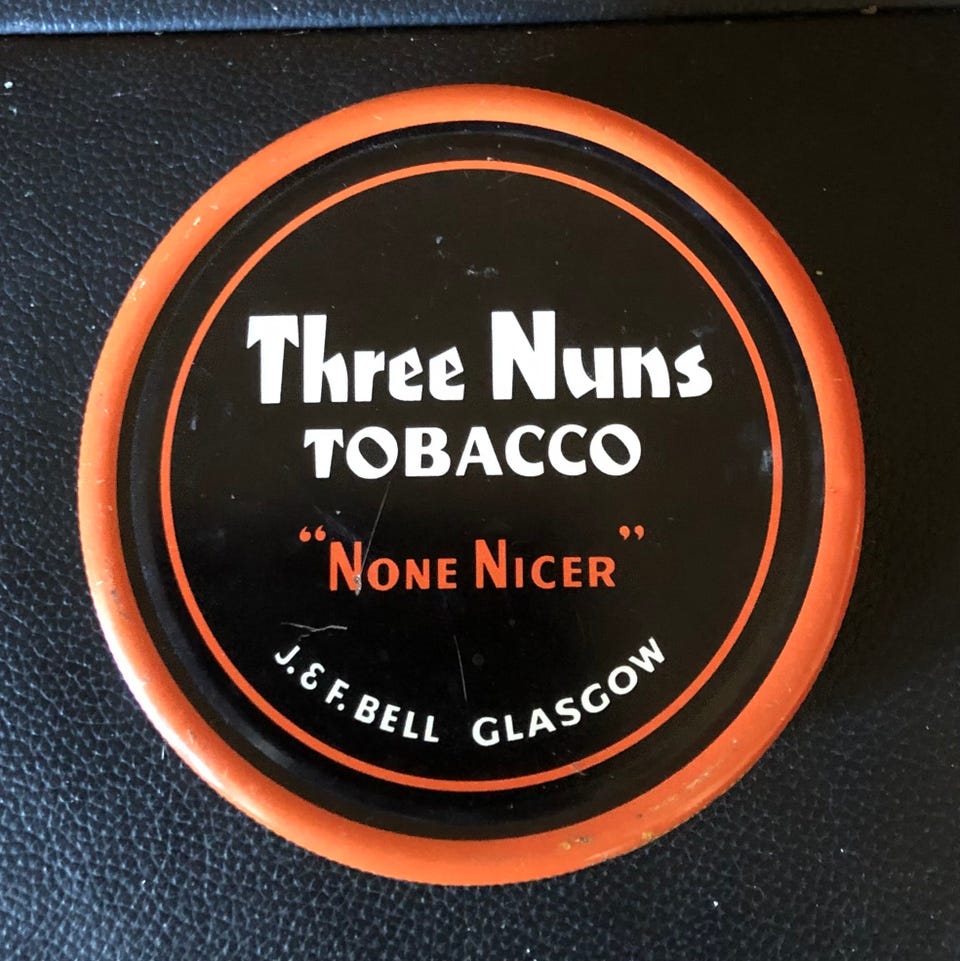 Three Nuns
TOBACCO
“NONE NICER”
J. & F. BELL GLASGOW